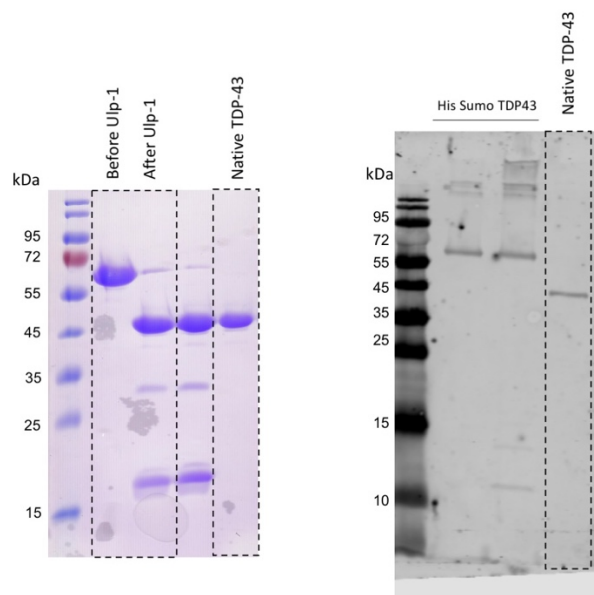 Before Ulp-1
After Ulp-1
Native TDP-43
kDa
95
72
55
45
35
25
15
His Sumo TDP43
Native TDP-43
kDa
95
72
55
45
35
25
15
10